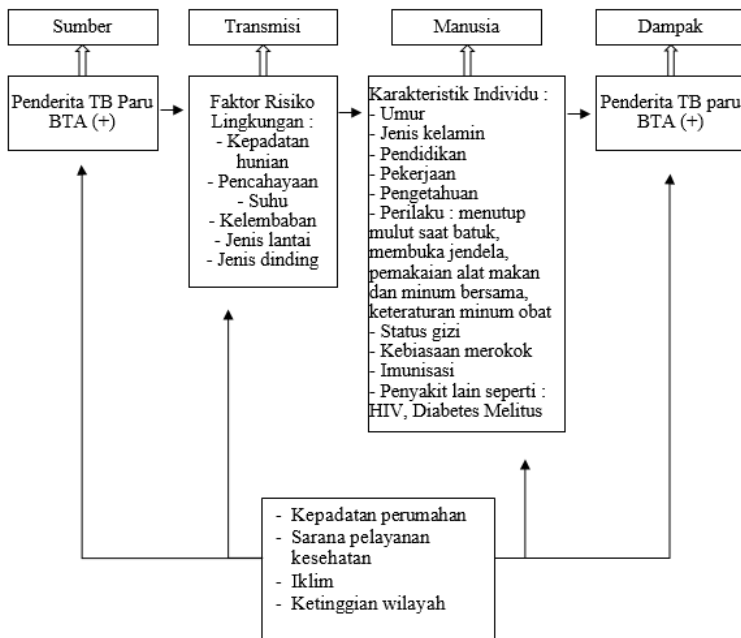 Sumber
Transmisi
Manusia
Dampak
Penderita TB Paru
BTA (+)
Faktor Risiko
Lingkungan :
- Kepadatan
hunian
- Pencahayaan
- Suhu
- Kelembaban
- Jenis lantai
- Jenis dinding
Karakteristik Individu :
- Umur
- Jenis kelamin
- Pendidikan
- Pekerjaan
- Pengetahuan
- Perilaku : menutup
mulut saat batuk,
membuka jendela,
pemakaian alat makan
dan minum bersama,
keteraturan minum obat
- Status gizi
- Kebiasaan merokok
- Imunisasi
- Penyakit lain seperti :
HIV, Diabetes Melitus
Penderita TB paru
BTA (+)
- Kepadatan perumahan
- Sarana pelayanan
kesehatan
- Iklim
- Ketinggian wilayah